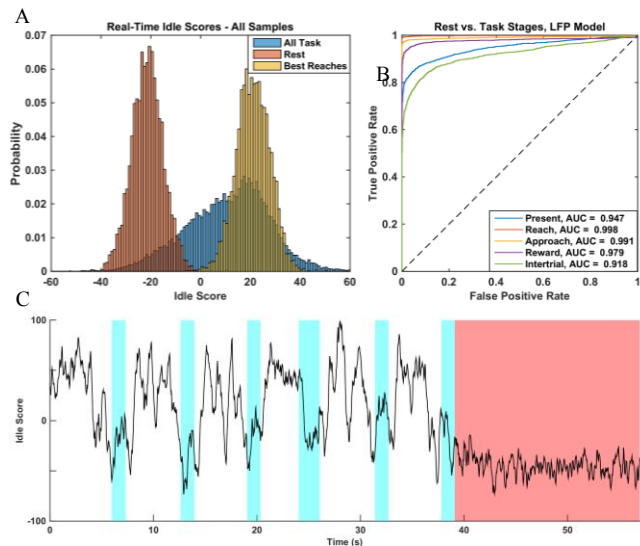 A
Real-Time Idle Scores - All Samples
All Task
Rest
Best Reaches
Probability
0.07
0.06
0.05
0.04
0.03
0.02
0.01
0
-60 -40 -20 0 20 40 60
Idle Score
B
Rest vs. Task Stages, LFP Model
True Positive Rate
1
0.8
0.6
0.4
0.2
0
Present, AUC = 0.947
Reach, AUC = 0.998
Approach, AUC = 0.991
Reward, AUC = 0.979
Intertrial, AUC = 0.918
0 0.2 0.4 0.6 0.8 1
False Positive Rate
C
Idle Score
100
0
-100
0 10 20 30 40 50
Time (s)